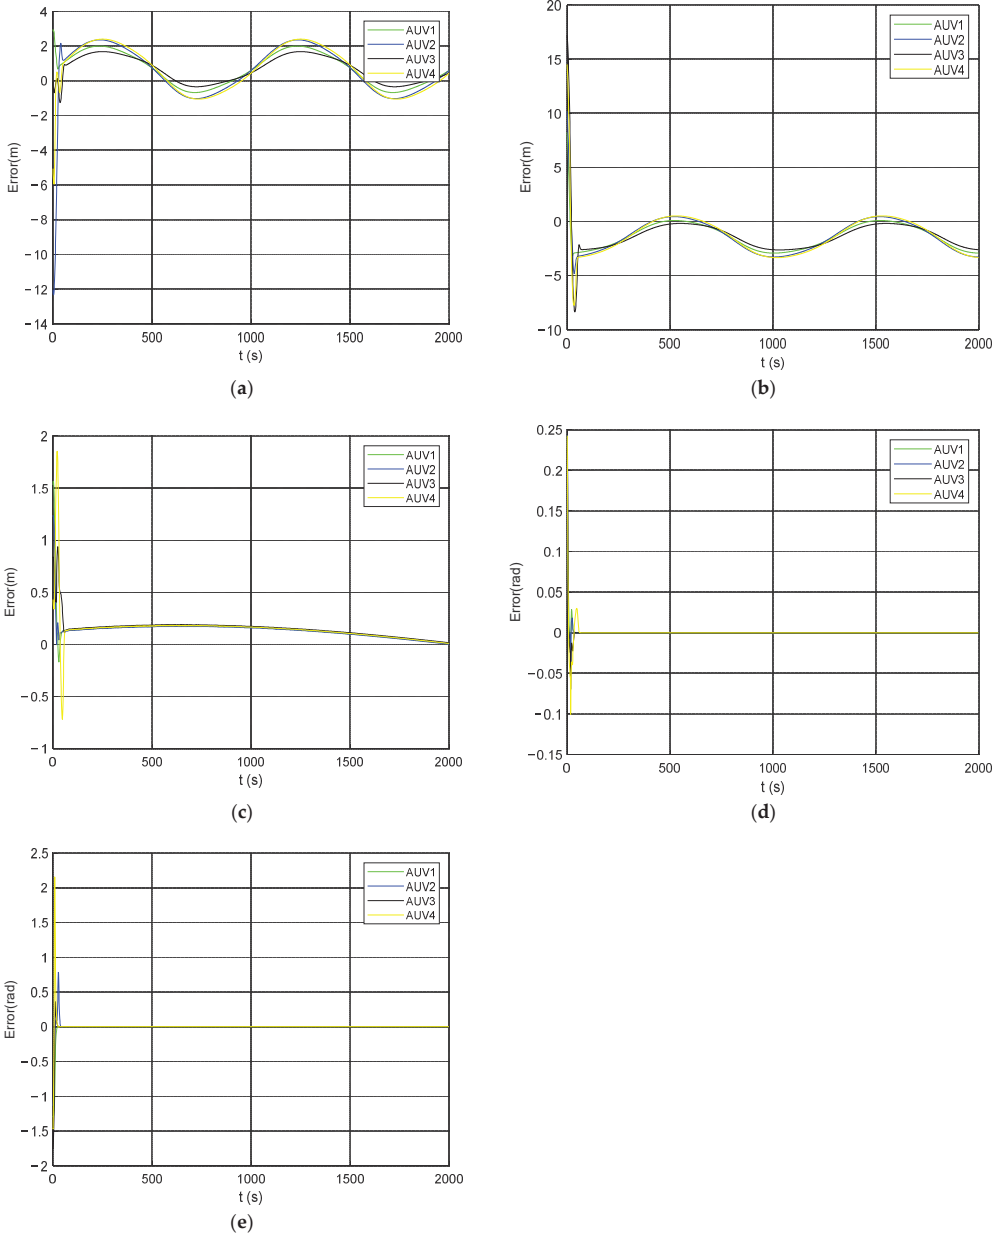 4
2
0
−2
−4
−6
−8
−10
−12
−14
Error(m)
0
500
1000
1500
2000
t (s)
AUV1
AUV2
AUV3
AUV4
(a)
20
15
10
5
0
−5
−10
Error(m)
0
500
1000
1500
2000
t (s)
AUV1
AUV2
AUV3
AUV4
(b)
2
1.5
1
0.5
0
−0.5
−1
Error(m)
0
500
1000
1500
2000
t (s)
AUV1
AUV2
AUV3
AUV4
(c)
0.25
0.2
0.15
0.1
0.05
0
−0.05
−0.1
−0.15
Error(rad)
0
500
1000
1500
2000
t (s)
AUV1
AUV2
AUV3
AUV4
(d)
2.5
2
1.5
1
0.5
0
−0.5
−1
−1.5
−2
Error(rad)
0
500
1000
1500
2000
t (s)
AUV1
AUV2
AUV3
AUV4
(e)